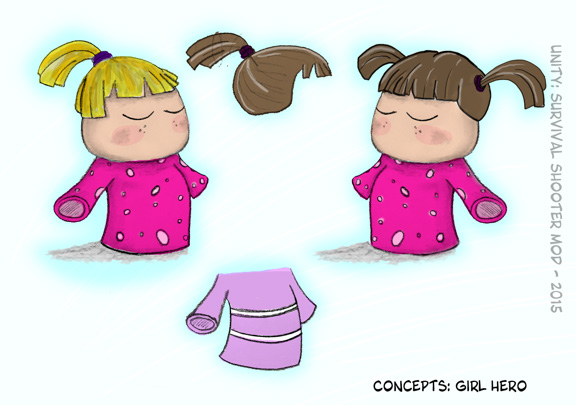 UNITY: SURVIVAL SHOOTER MOD - 2015
CONCEPTS: GIRL HERO